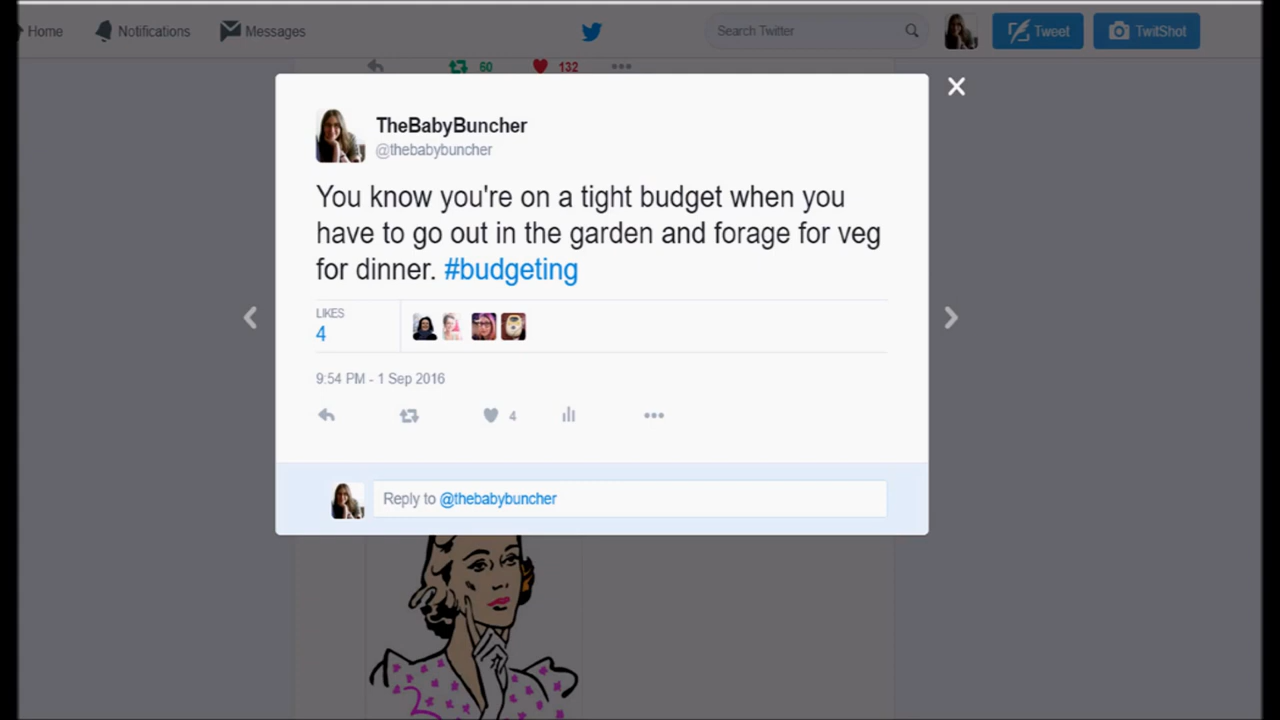 Home Notifications Messages Search Twitter Tweet TwitShot
60 132
TheBabyBuncher
@thebabybuncher
You know you're on a tight budget when you
have to go out in the garden and forage for veg
for dinner. #budgeting
LIKES
4
9:54 PM - 1 Sep 2016
4
Reply to @thebabybuncher